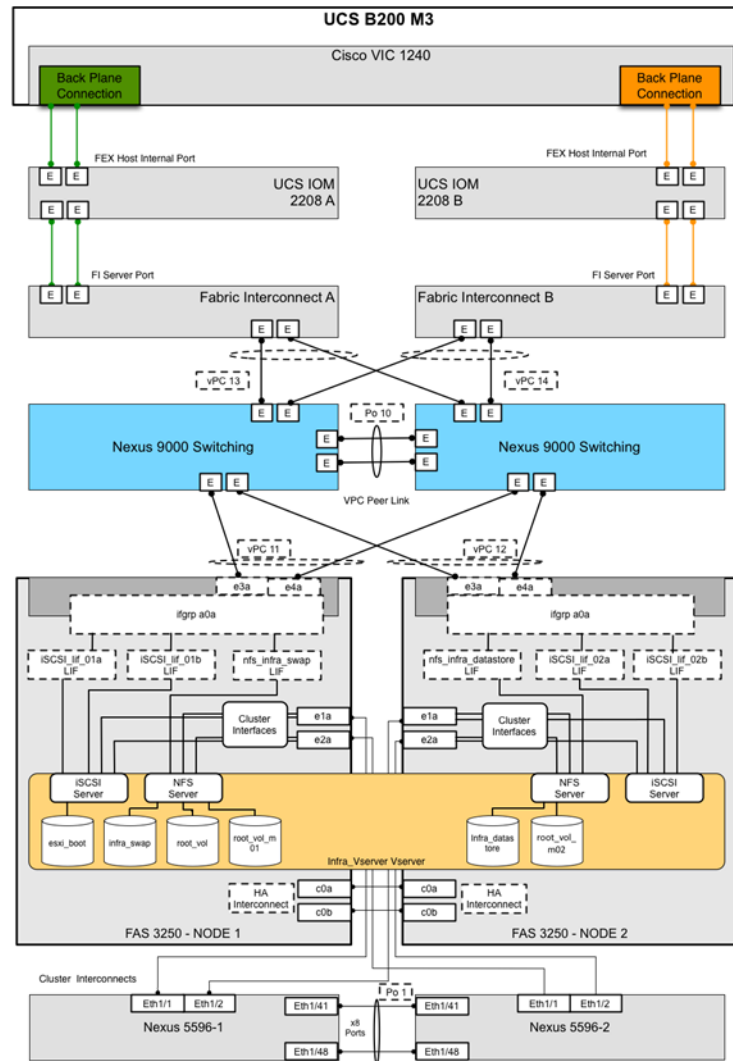 UCS B200 M3
Cisco VIC 1240
Back Plane
Connection
Back Plane
Connection
FEX Host Internal Port
FEX Host Internal Port
E E
E E
UCS IOM
2208 A
UCS IOM
2208 B
E E
E E
FI Server Port
FI Server Port
E E
E E
Fabric Interconnect A
Fabric Interconnect B
E E
E E
vPC 13
vPC 14
E E
Po 10
E E
Nexus 9000 Switching
E
E
E
E
Nexus 9000 Switching
E E
E E
VPC Peer Link
vPC 11
vPC 12
e3a
e4a
e3a
e4a
ifgrp a0a
ifgrp a0a
iSCSI_lif_01a
LIF
iSCSI_lif_01b
LIF
nfs_infra_swap
LIF
nfs_infra_datastore
LIF
iSCSI_lif_02a
LIF
iSCSI_lif_02b
LIF
Cluster
Interfaces
e1a
e2a
e1a
e2a
Cluster
Interfaces
iSCSI
Server
NFS
Server
NFS
Server
iSCSI
Server
esxi_boot
infra_swap
root_vol
root_vol_m
01
Infra_datas
tore
root_vol_
m02
Infra_Vserver Vserver
HA
Interconnect
c0a
c0b
c0a
c0b
HA
Interconnect
FAS 3250 - NODE 1
FAS 3250 - NODE 2
Cluster Interconnects
Po 1
Eth1/1 Eth1/2
Eth1/41
Eth1/41
Eth1/1 Eth1/2
Nexus 5596-1
x8
Ports
Nexus 5596-2
Eth1/48
Eth1/48